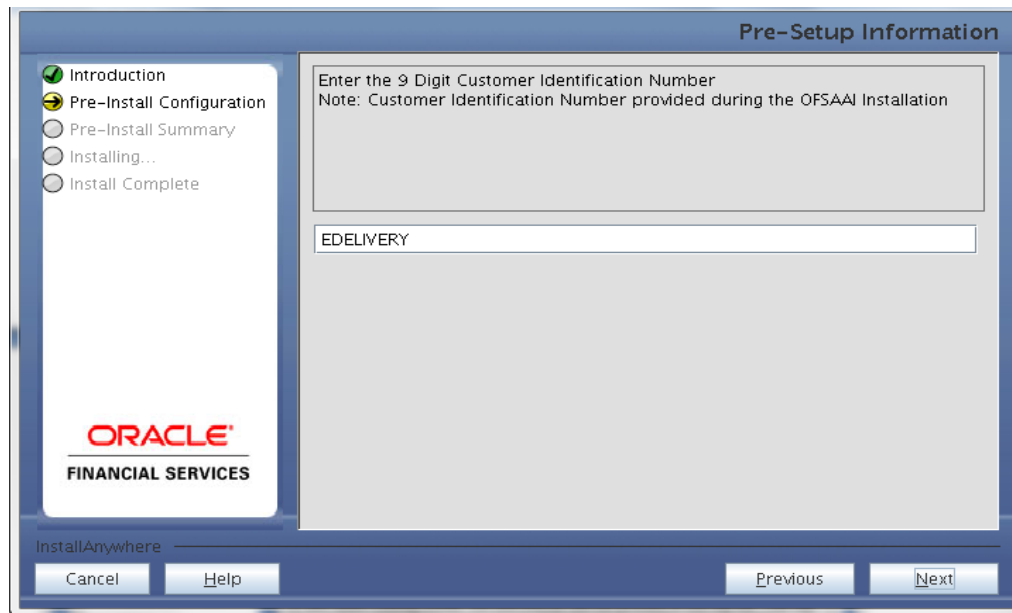 Pre-Setup Information
Introduction
Pre-Install Configuration
Pre-Install Summary
Installing...
Install Complete
Enter the 9 Digit Customer Identification Number
Note: Customer Identification Number provided during the OFSAAI Installation
EDELIVERY
ORACLE
FINANCIAL SERVICES
InstallAnywhere
Cancel
Help
Previous
Next